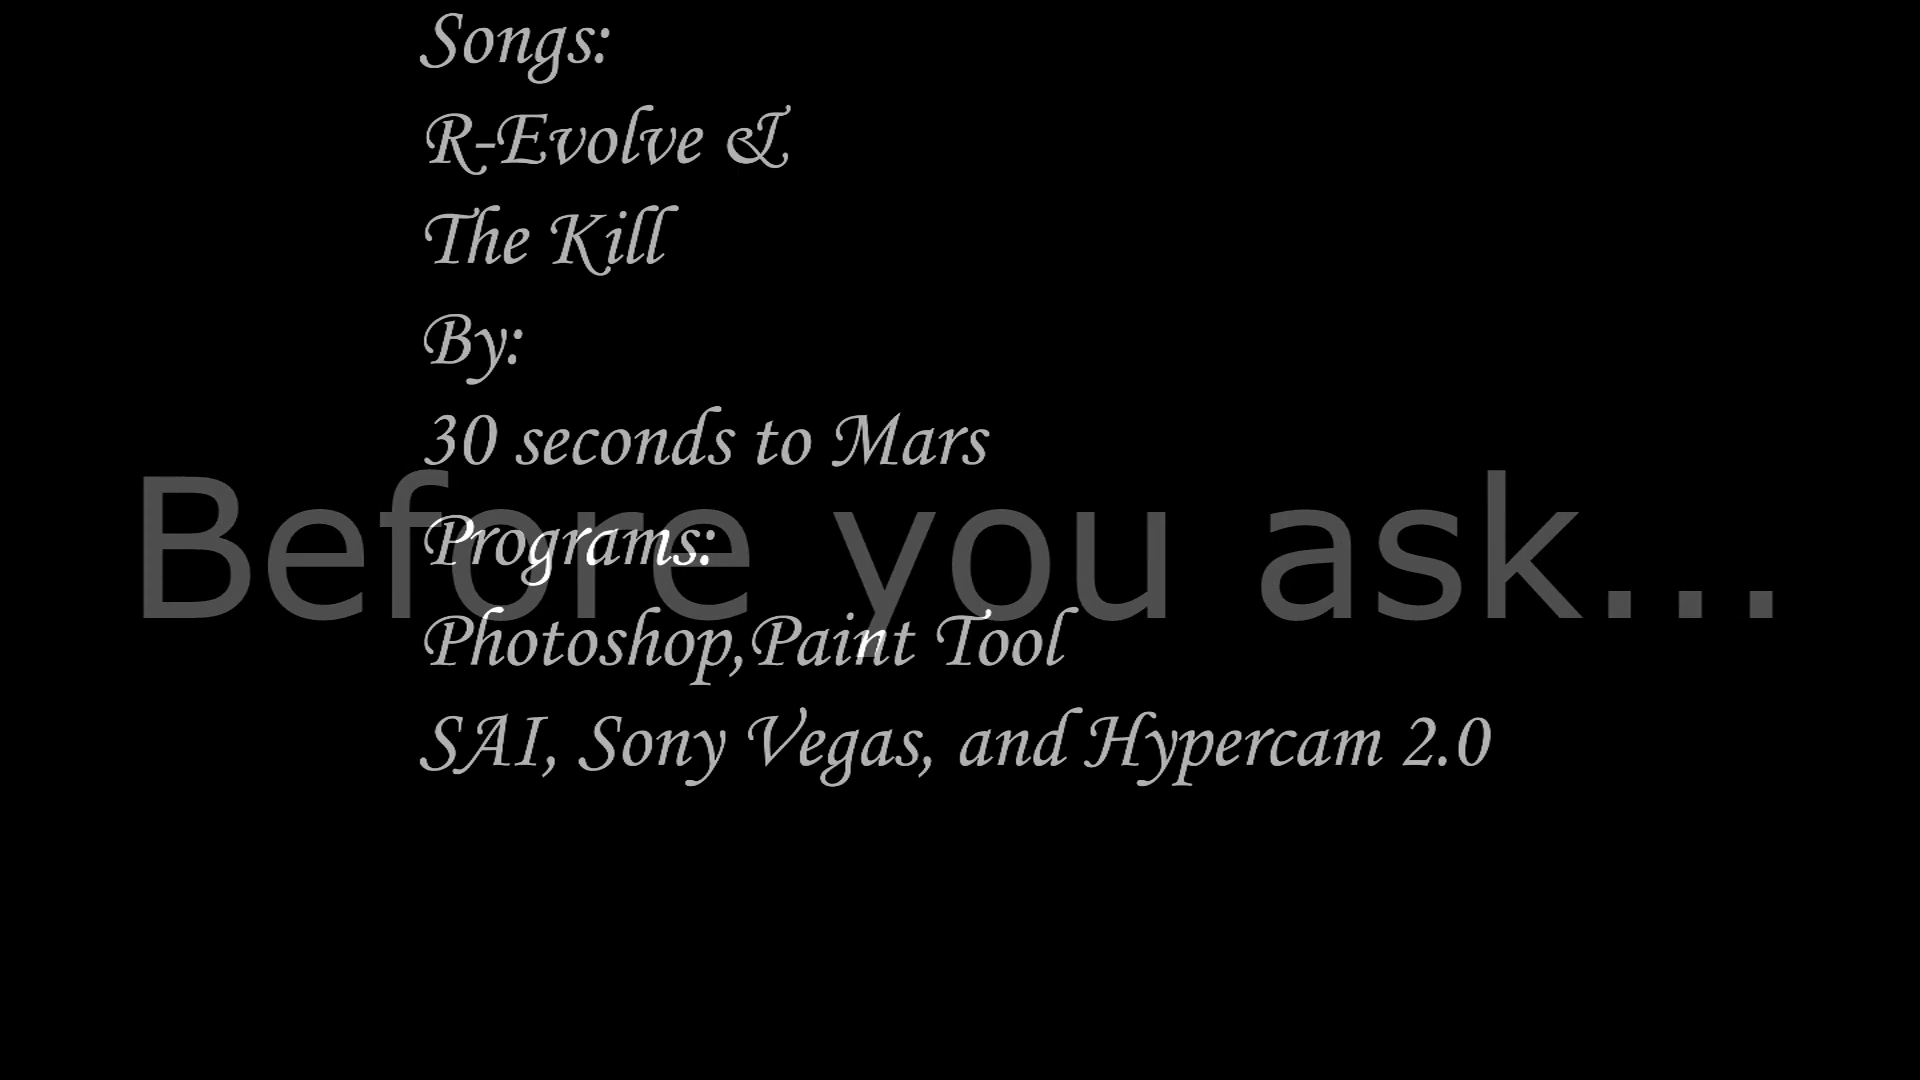 Songs:
R-Evolve &
The Kill
By:
30 seconds to Mars
Before you ask...
Programs:
Photoshop,Paint Tool
SAI, Sony Vegas, and Hypercam 2.0